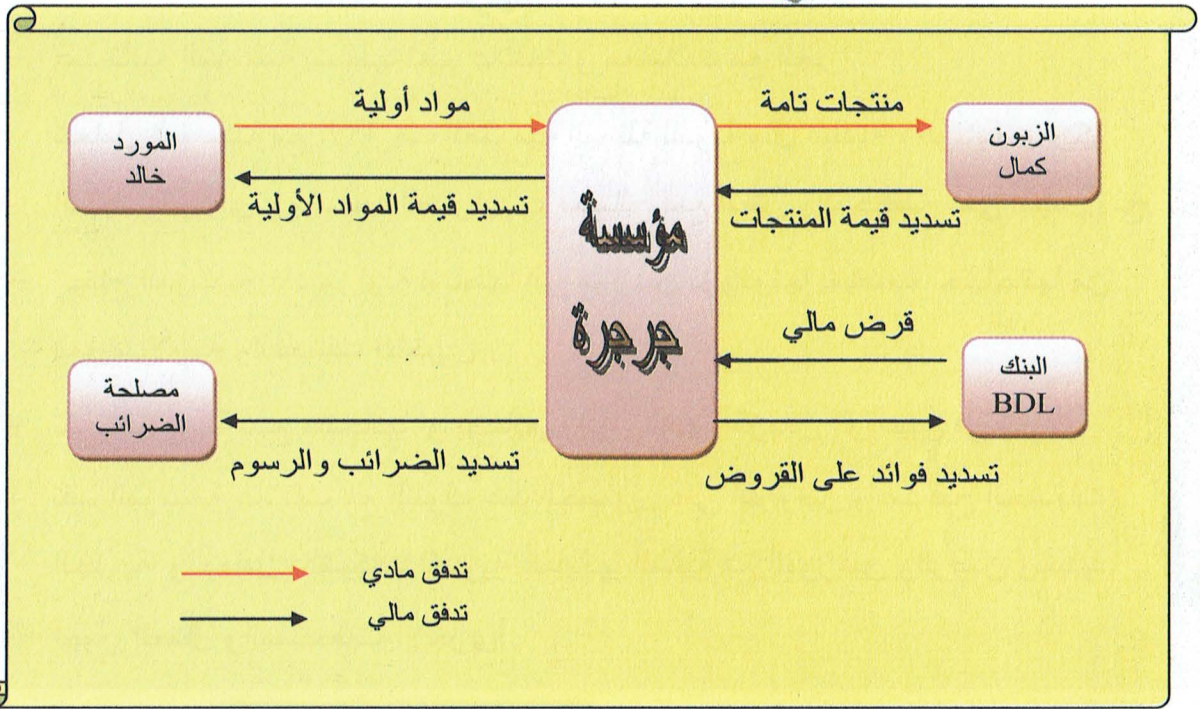 مواد أولية
منتجات تامة
المورد
خالد
الزبون
كمال
تسديد قيمة المواد الأولية
تسديد قيمة المنتجات
مؤسسة
جرجرة
قرض مالي
البنك
BDL
مصلحة
الضرائب
تسديد الضرائب والرسوم
تسديد فوائد على القروض
تدفق مادي
تدفق مالي